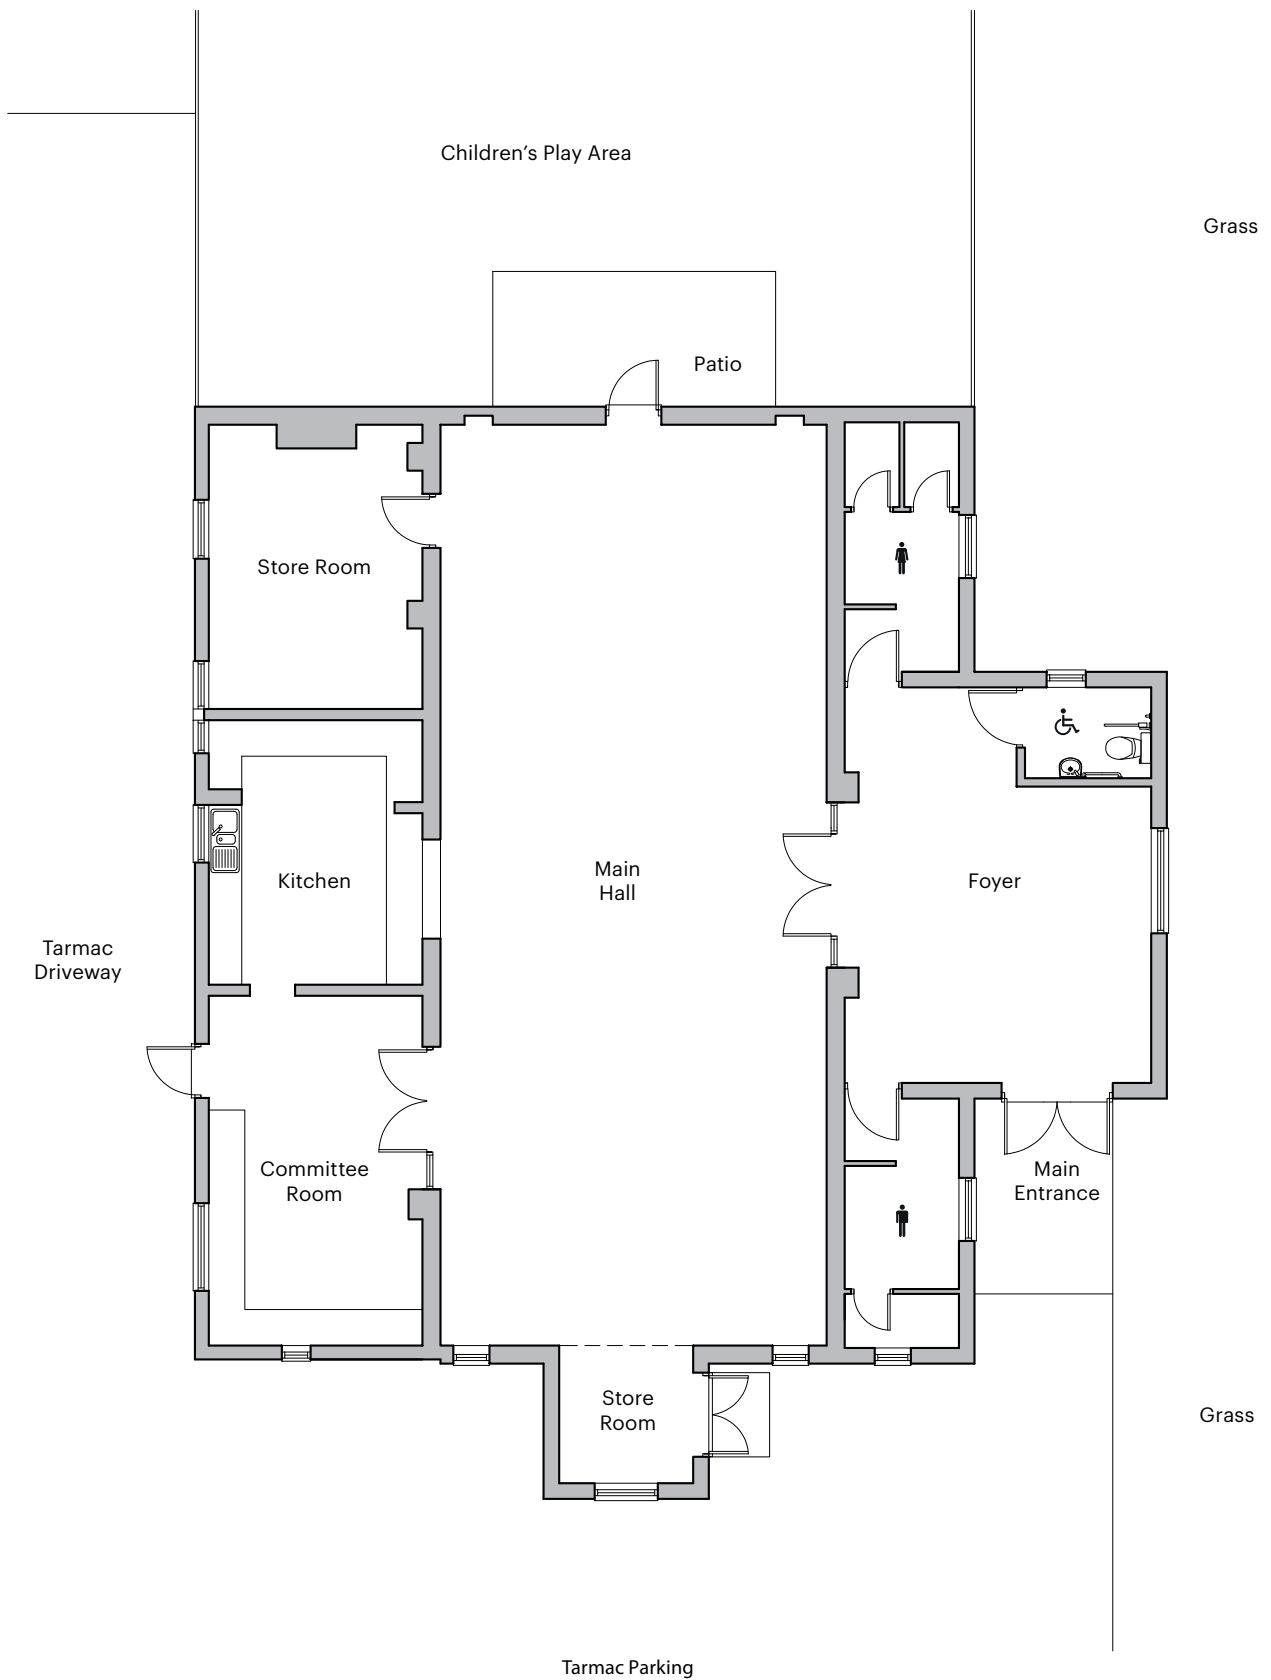 Children’s Play Area
Grass
Patio
Store Room
Main
Hall
Kitchen
Foyer
Tarmac
Driveway
Committee
Room
Main
Entrance
Store
Room
Grass
Tarmac Parking